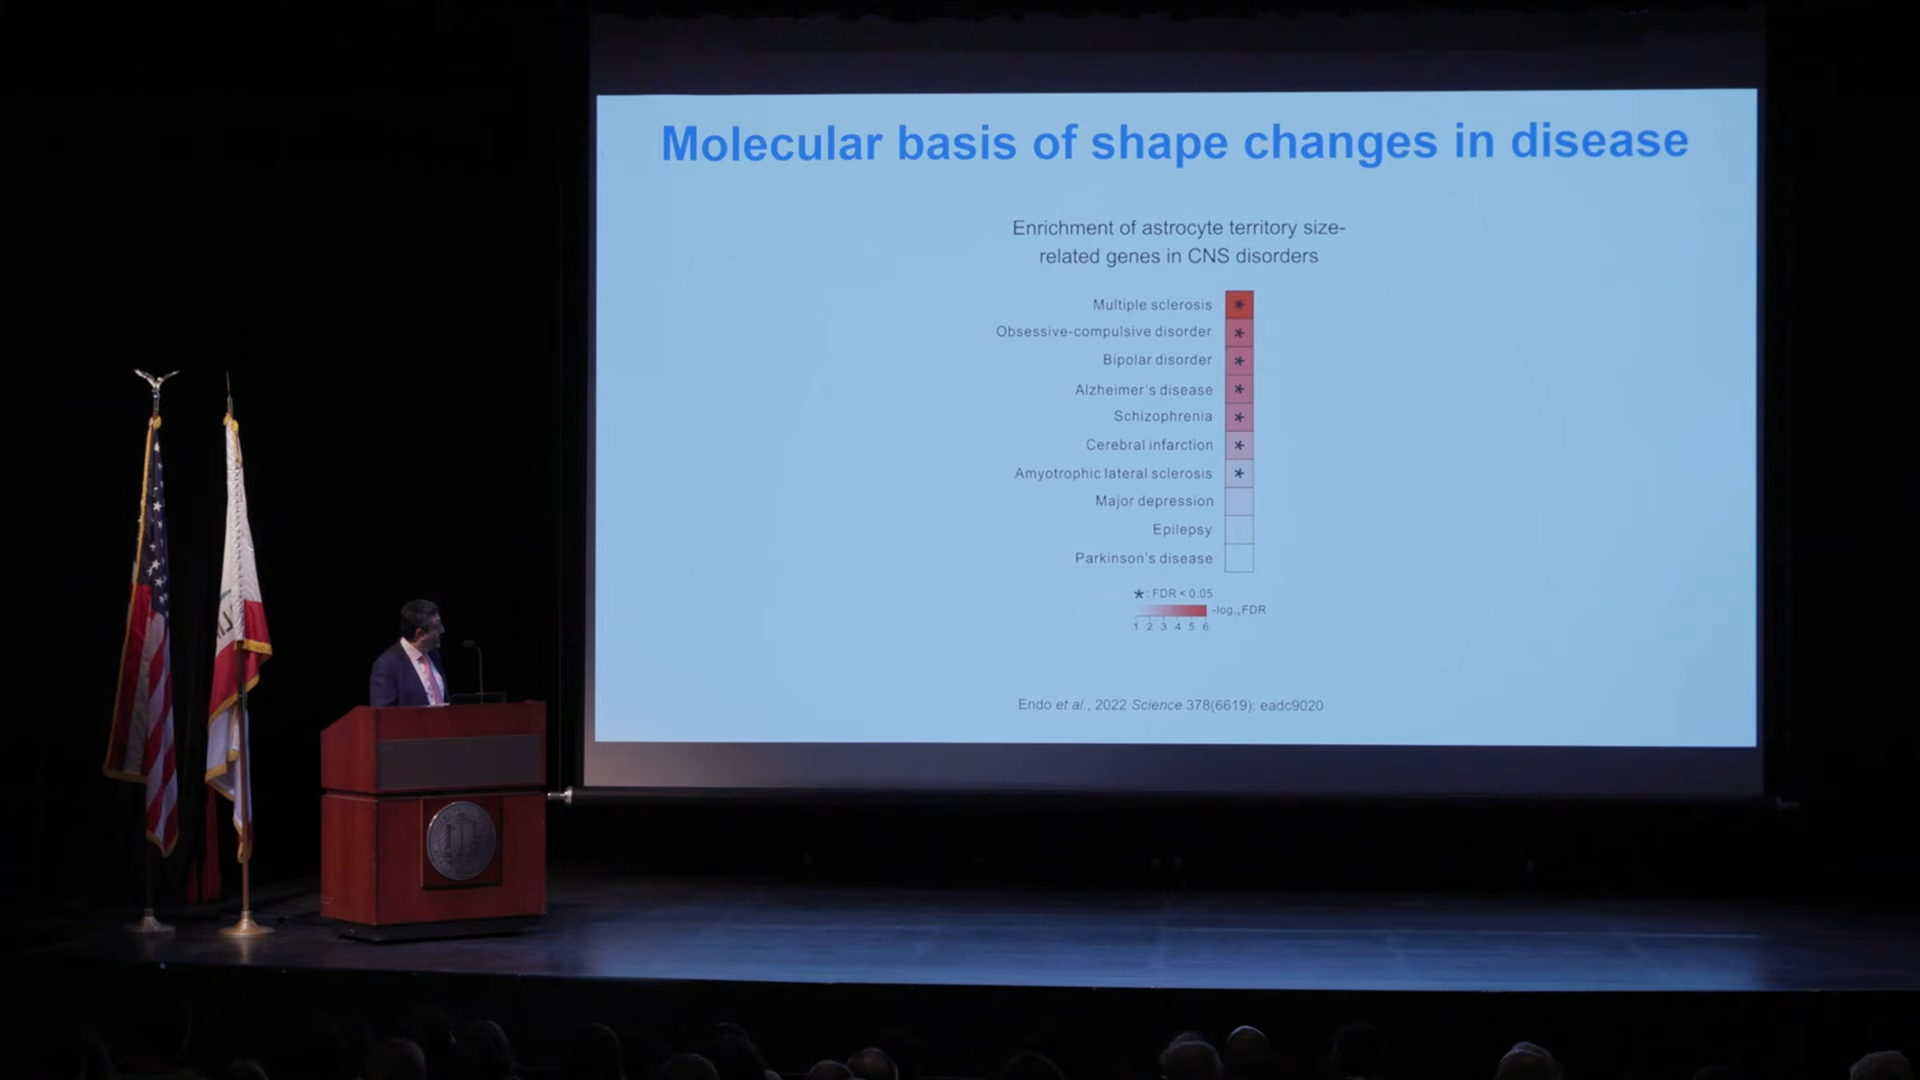 Molecular basis of shape changes in disease
Enrichment of astrocyte territory size-
related genes in CNS disorders
Multiple sclerosis *
Obsessive-compulsive disorder *
Bipolar disorder *
Alzheimer's disease *
Schizophrenia *
Cerebral infarction *
Amyotrophic lateral sclerosis *
Major depression
Epilepsy
Parkinson's disease
* : FDR < 0.05
-log₁₀FDR
1 2 3 4 5 6
Endo et al., 2022 Science 378(6619): eadc9020